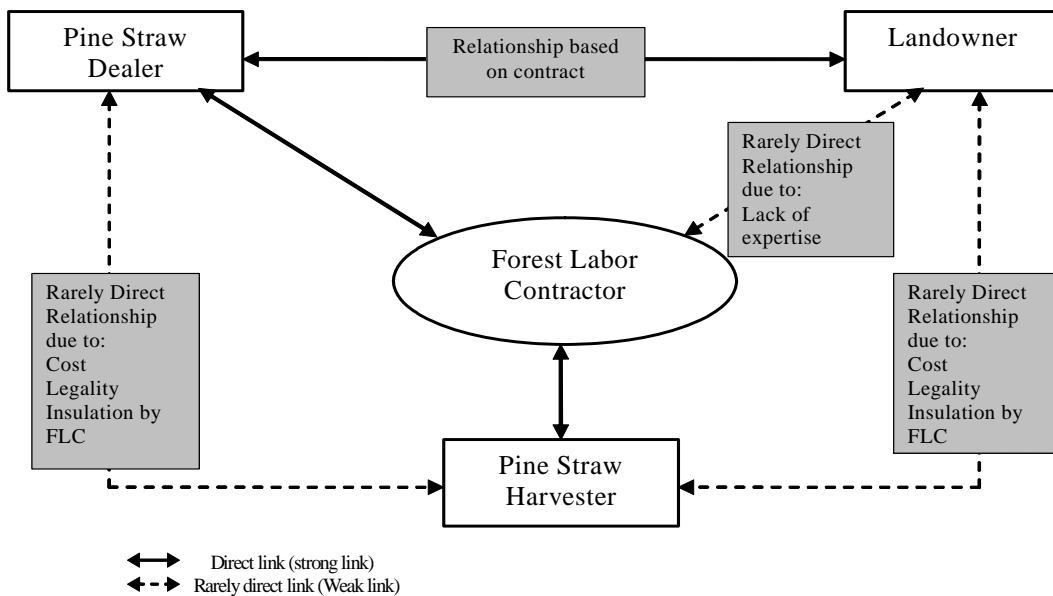 Pine Straw
Dealer
Relationship based
on contract
Landowner
Rarely Direct
Relationship
due to:
Lack of
expertise
Forest Labor
Contractor
Rarely Direct
Relationship
due to:
Cost
Legality
Insulation by
FLC
Rarely Direct
Relationship
due to:
Cost
Legality
Insulation by
FLC
Pine Straw
Harvester
Direct link (strong link)
Rarely direct link (Weak link)